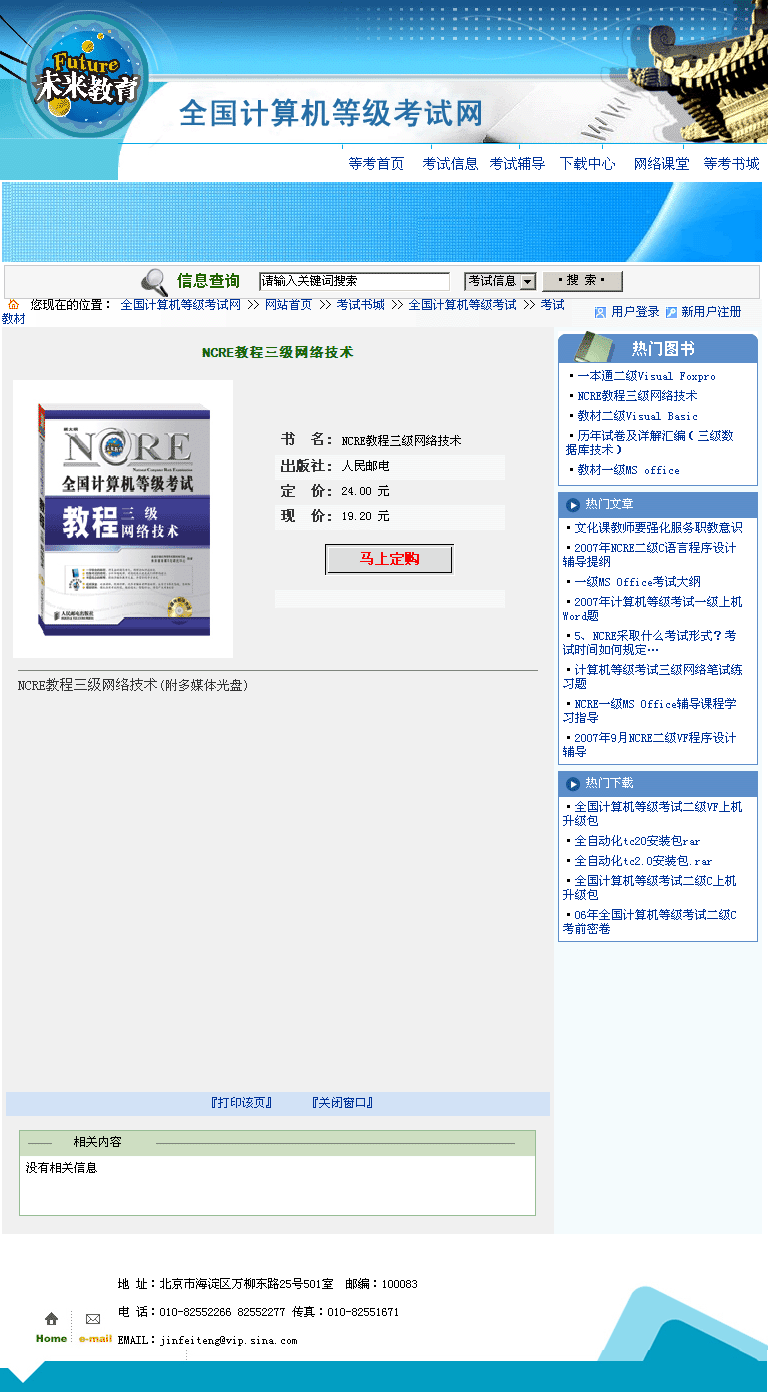 Future
未来教育
全国计算机等级考试网
等考首页 考试信息 考试辅导 下载中心 网络课堂 等考书城
信息查询 请输入关键词搜索 考试信息 ·搜 索·
您现在的位置： 全国计算机等级考试网 >> 网站首页 >> 考试书城 >> 全国计算机等级考试 >> 考试
教材
用户登录 新用户注册
NCRE教程三级网络技术
NCRE
全国计算机等级考试
教程 三级
网络技术
人民邮电出版社
书 名： NCRE教程三级网络技术
出版社： 人民邮电
定 价： 24.00 元
现 价： 19.20 元
马上定购
NCRE教程三级网络技术(附多媒体光盘)
热门图书
·一本通二级Visual Foxpro
·NCRE教程三级网络技术
·教材二级Visual Basic
·历年试卷及详解汇编（三级数
据库技术）
·教材一级MS office
热门文章
·文化课教师要强化服务职教意识
·2007年NCRE二级C语言程序设计
辅导提纲
·一级MS Office考试大纲
·2007年计算机等级考试一级上机
Word题
·5、NCRE采取什么考试形式？考
试时间如何规定…
·计算机等级考试三级网络笔试练
习题
·NCRE一级MS Office辅导课程学
习指导
·2007年9月NCRE二级VF程序设计
辅导
热门下载
·全国计算机等级考试二级VF上机
升级包
·全自动化tc20安装包rar
·全自动化tc2.0安装包.rar
·全国计算机等级考试二级C上机
升级包
·06年全国计算机等级考试二级C
考前密卷
『打印该页』 『关闭窗口』
相关内容
没有相关信息
地 址：北京市海淀区万柳东路25号501室 邮编：100083
电 话：010-82552266 82552277 传真：010-82551671
Home e-mail EMAIL：jinfeiteng@vip.sina.com